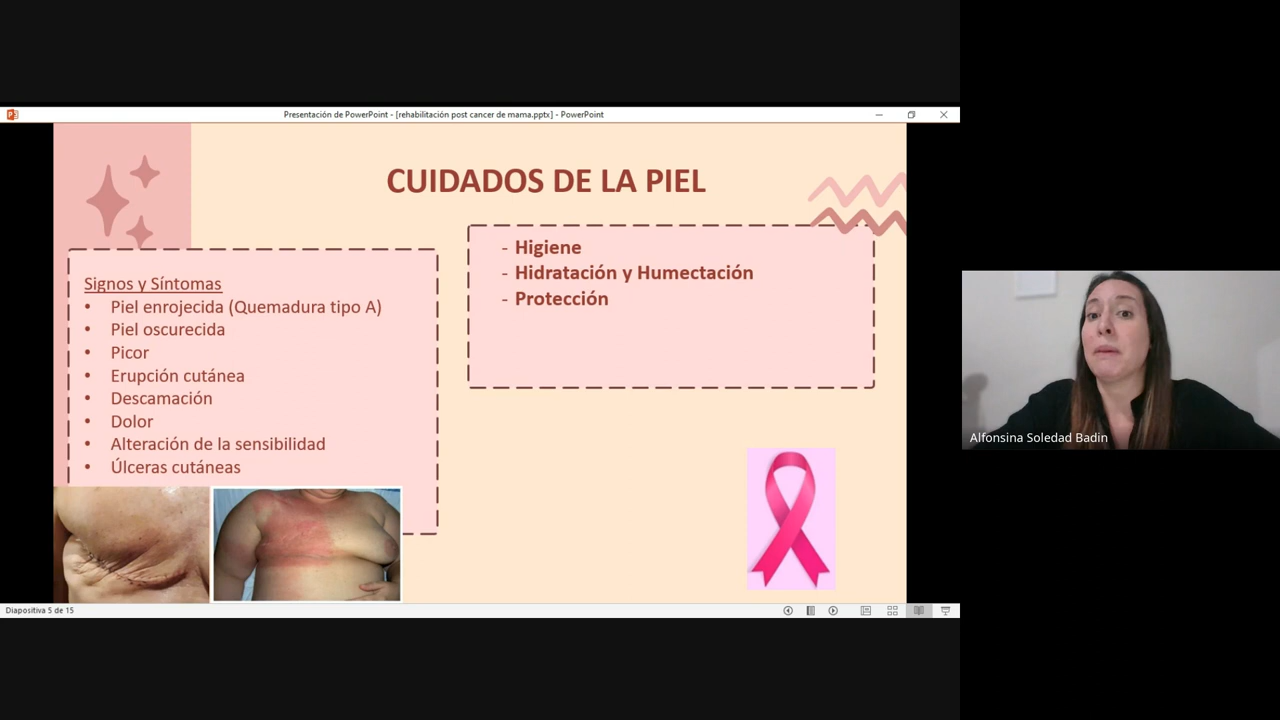 Presentación de PowerPoint - [rehabilitación post cancer de mama.pptx] - PowerPoint
CUIDADOS DE LA PIEL
Signos y Síntomas
• Piel enrojecida (Quemadura tipo A)
• Piel oscurecida
• Picor
• Erupción cutánea
• Descamación
• Dolor
• Alteración de la sensibilidad
• Úlceras cutáneas
- Higiene
- Hidratación y Humectación
- Protección
Alfonsina Soledad Badin
Diapositiva 5 de 15